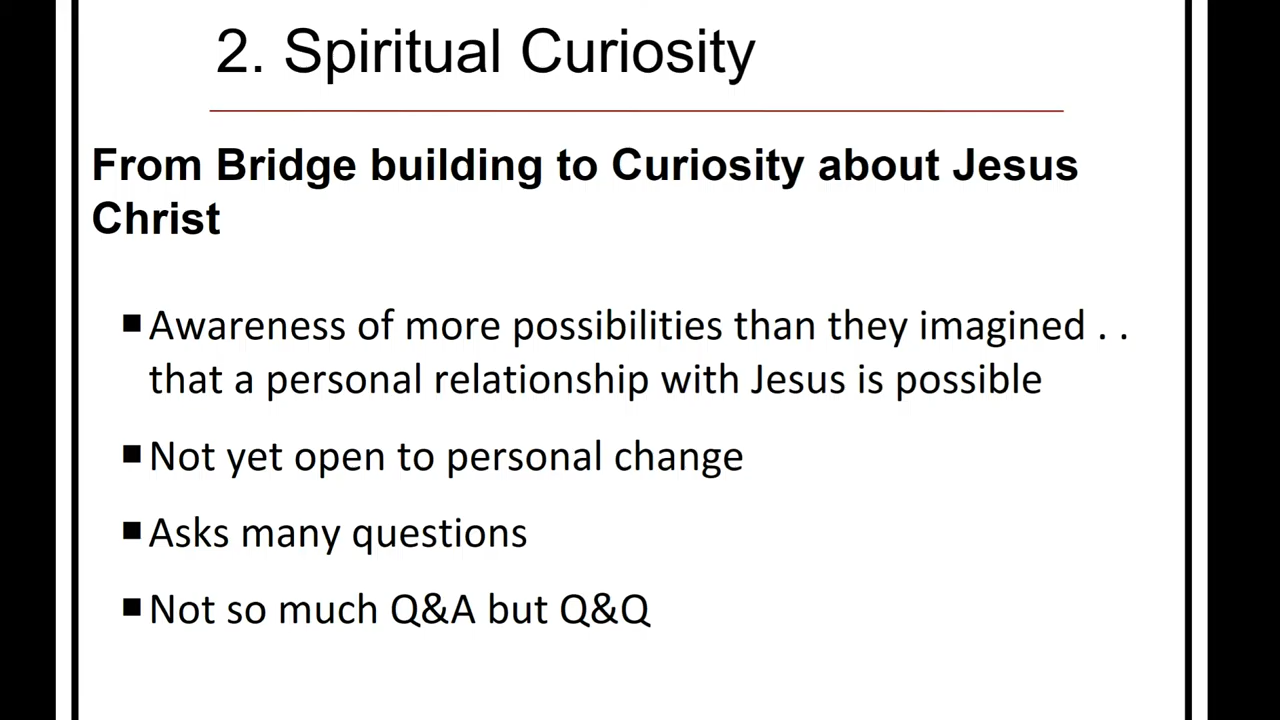 2. Spiritual Curiosity
From Bridge building to Curiosity about Jesus
Christ
■ Awareness of more possibilities than they imagined . .
that a personal relationship with Jesus is possible
■ Not yet open to personal change
■ Asks many questions
■ Not so much Q&A but Q&Q